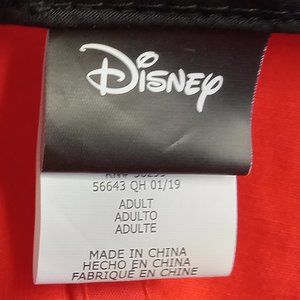 Disney
56643 QH 01/19
ADULT
ADULTO
ADULTE
MADE IN CHINA
HECHO EN CHINA
FABRIQUÉ EN CHINE